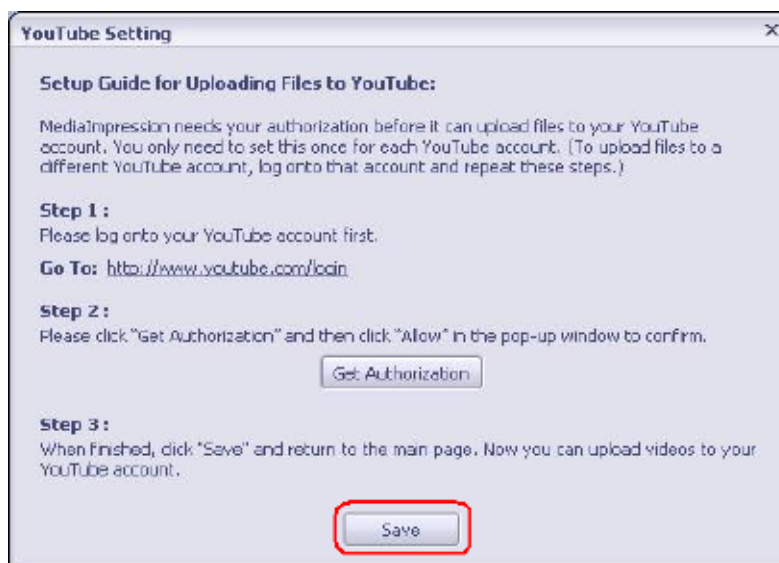 YouTube Setting
Setup Guide for Uploading Files to YouTube:
MediaImpression needs your authorization before it can upload files to your YouTube
account. You only need to set this once for each YouTube account. (To upload files to a
different YouTube account, log onto that account and repeat these steps.)
Step 1 :
Please log onto your YouTube account first.
Go To: http://www.youtube.com/login
Step 2 :
Please click "Get Authorization" and then click "Allow" in the pop-up window to confirm.
Get Authorization
Step 3 :
When finished, click "Save" and return to the main page. Now you can upload videos to your
YouTube account.
Save